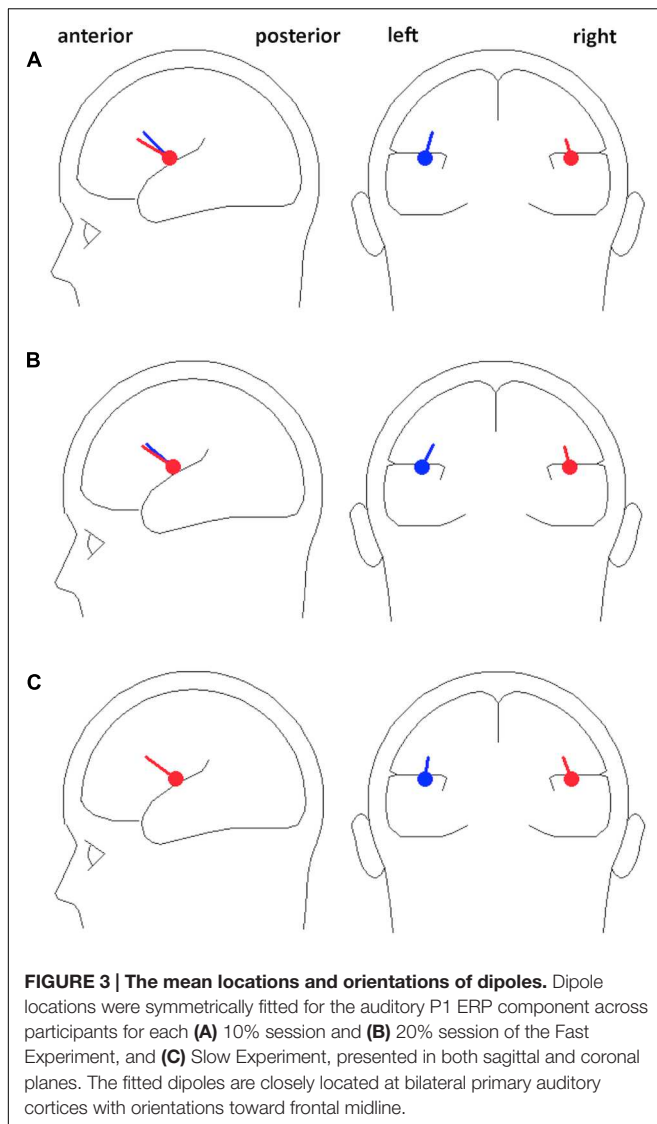 anterior posterior left right
A
B
C
FIGURE 3 | The mean locations and orientations of dipoles. Dipole
locations were symmetrically fitted for the auditory P1 ERP component across
participants for each (A) 10% session and (B) 20% session of the Fast
Experiment, and (C) Slow Experiment, presented in both sagittal and coronal
planes. The fitted dipoles are closely located at bilateral primary auditory
cortices with orientations toward frontal midline.